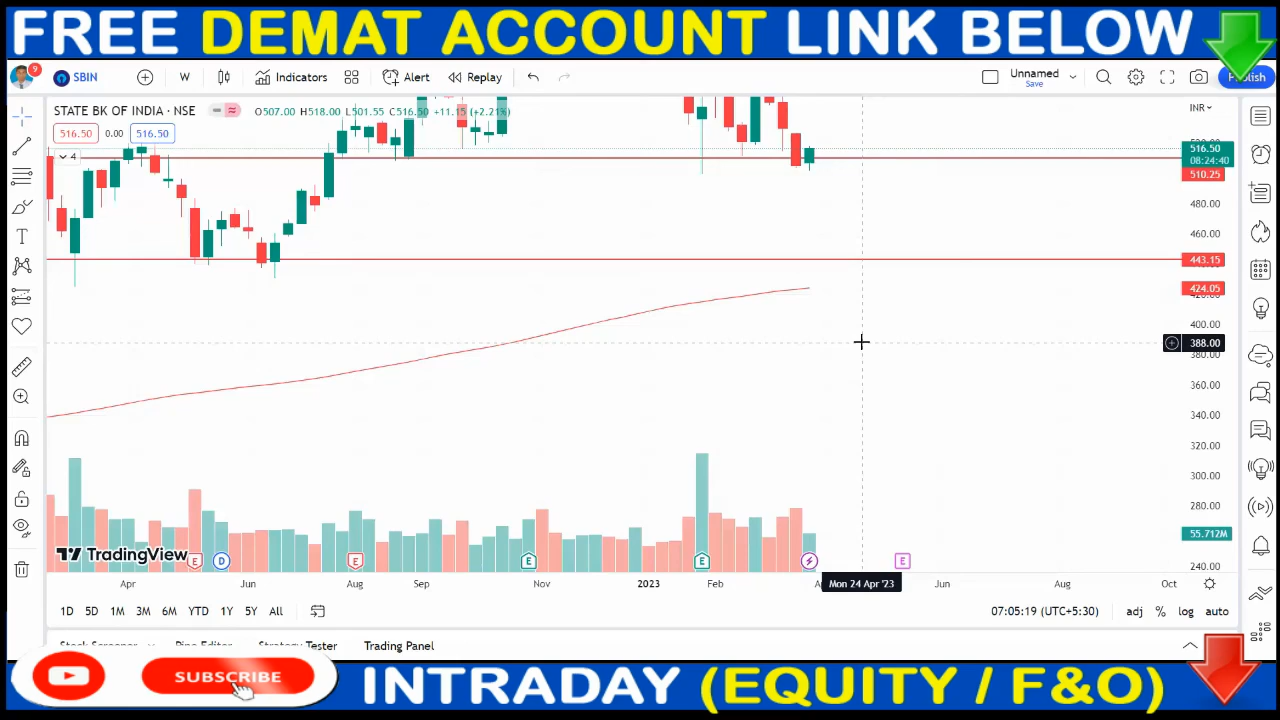 FREE DEMAT ACCOUNT LINK BELOW
9 SBIN W Indicators Alert Replay Unnamed Save Publish
STATE BK OF INDIA · NSE O507.00 H518.00 L501.55 C516.50 +11.15 (+2.21%) INR
516.50 0.00 516.50
4
516.50
08:24:40
510.25
480.00
460.00
443.15
424.05
400.00
388.00
380.00
360.00
340.00
320.00
300.00
280.00
55.712M
240.00
TradingView
E D E E E E
Apr Jun Aug Sep Nov 2023 Feb Mon 24 Apr '23 Jun Aug Oct
1D 5D 1M 3M 6M YTD 1Y 5Y All 07:05:19 (UTC+5:30) adj % log auto
Stock Screener Pine Editor Strategy Tester Trading Panel
SUBSCRIBE
INTRADAY (EQUITY / F&O)